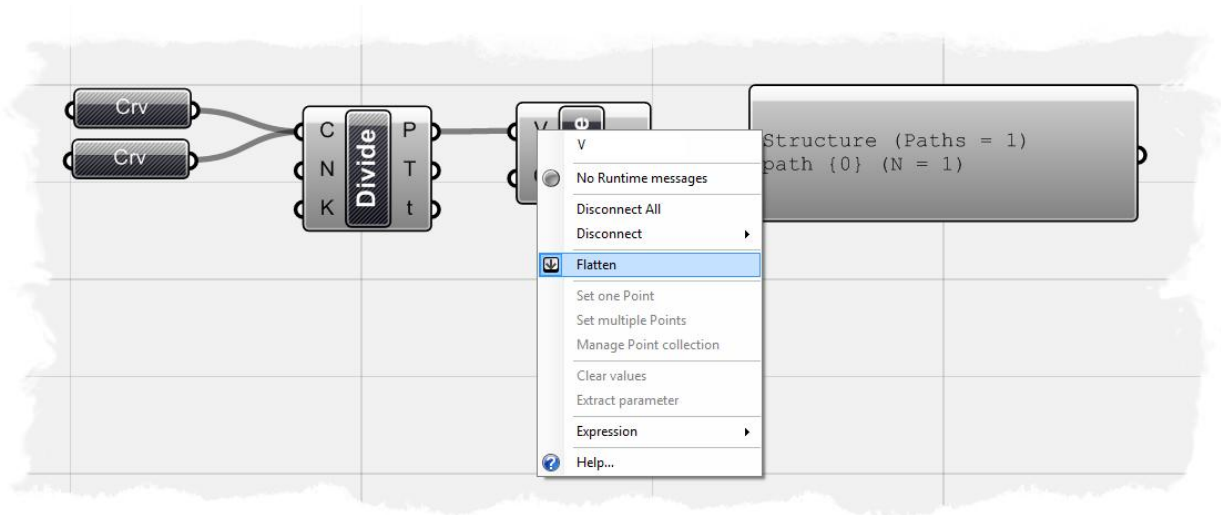 Crv
Crv
C
N
K
Divide
P
T
t
V
Structure (Paths = 1)
path {0} (N = 1)
V
No Runtime messages
Disconnect All
Disconnect
Flatten
Set one Point
Set multiple Points
Manage Point collection
Clear values
Extract parameter
Expression
Help...